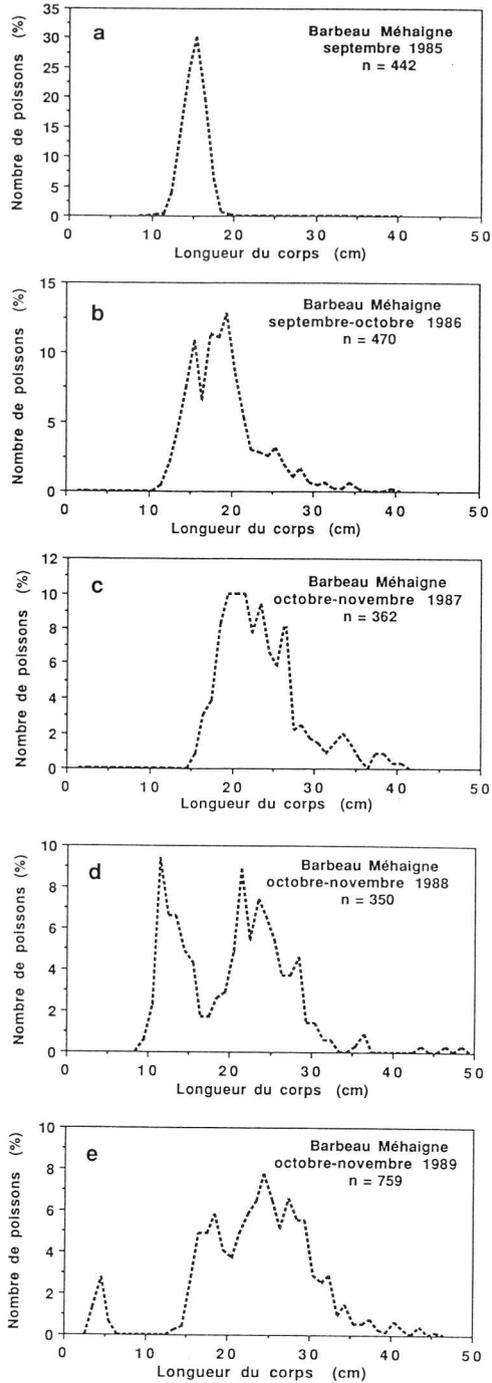 a
Barbeau Méhaigne
septembre 1985
n = 442
Nombre de poissons (%)
35
30
25
20
15
10
5
0
0 10 20 30 40 50
Longueur du corps (cm)
b
Barbeau Méhaigne
septembre-octobre 1986
n = 470
Nombre de poissons (%)
15
10
5
0
0 10 20 30 40 50
Longueur du corps (cm)
c
Barbeau Méhaigne
octobre-novembre 1987
n = 362
Nombre de poissons (%)
12
10
8
6
4
2
0
0 10 20 30 40 50
Longueur du corps (cm)
d
Barbeau Méhaigne
octobre-novembre 1988
n = 350
Nombre de poissons (%)
10
8
6
4
2
0
0 10 20 30 40 50
Longueur du corps (cm)
e
Barbeau Méhaigne
octobre-novembre 1989
n = 759
Nombre de poissons (%)
10
8
6
4
2
0
0 10 20 30 40 50
Longueur du corps (cm)